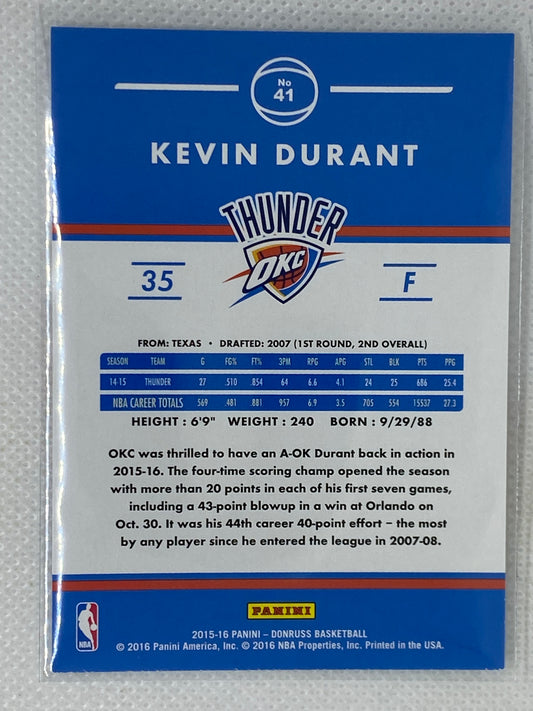 No
41
KEVIN DURANT
THUNDER
OKC
35
F
FROM: TEXAS • DRAFTED: 2007 (1ST ROUND, 2ND OVERALL)
SEASON TEAM G FG% FT% 3PM RPG APG STL BLK PTS PPG
14-15 THUNDER 27 .510 .854 64 6.6 4.1 24 25 686 25.4
NBA CAREER TOTALS 569 .481 .881 957 6.9 3.5 705 554 15537 27.3
HEIGHT : 6'9" WEIGHT : 240 BORN : 9/29/88
OKC was thrilled to have an A-OK Durant back in action in
2015-16. The four-time scoring champ opened the season
with more than 20 points in each of his first seven games,
including a 43-point blowup in a win at Orlando on
Oct. 30. It was his 44th career 40-point effort – the most
by any player since he entered the league in 2007-08.
PANINI
NBA
2015-16 PANINI – DONRUSS BASKETBALL
© 2016 Panini America, Inc. © 2016 NBA Properties, Inc. Printed in the USA.